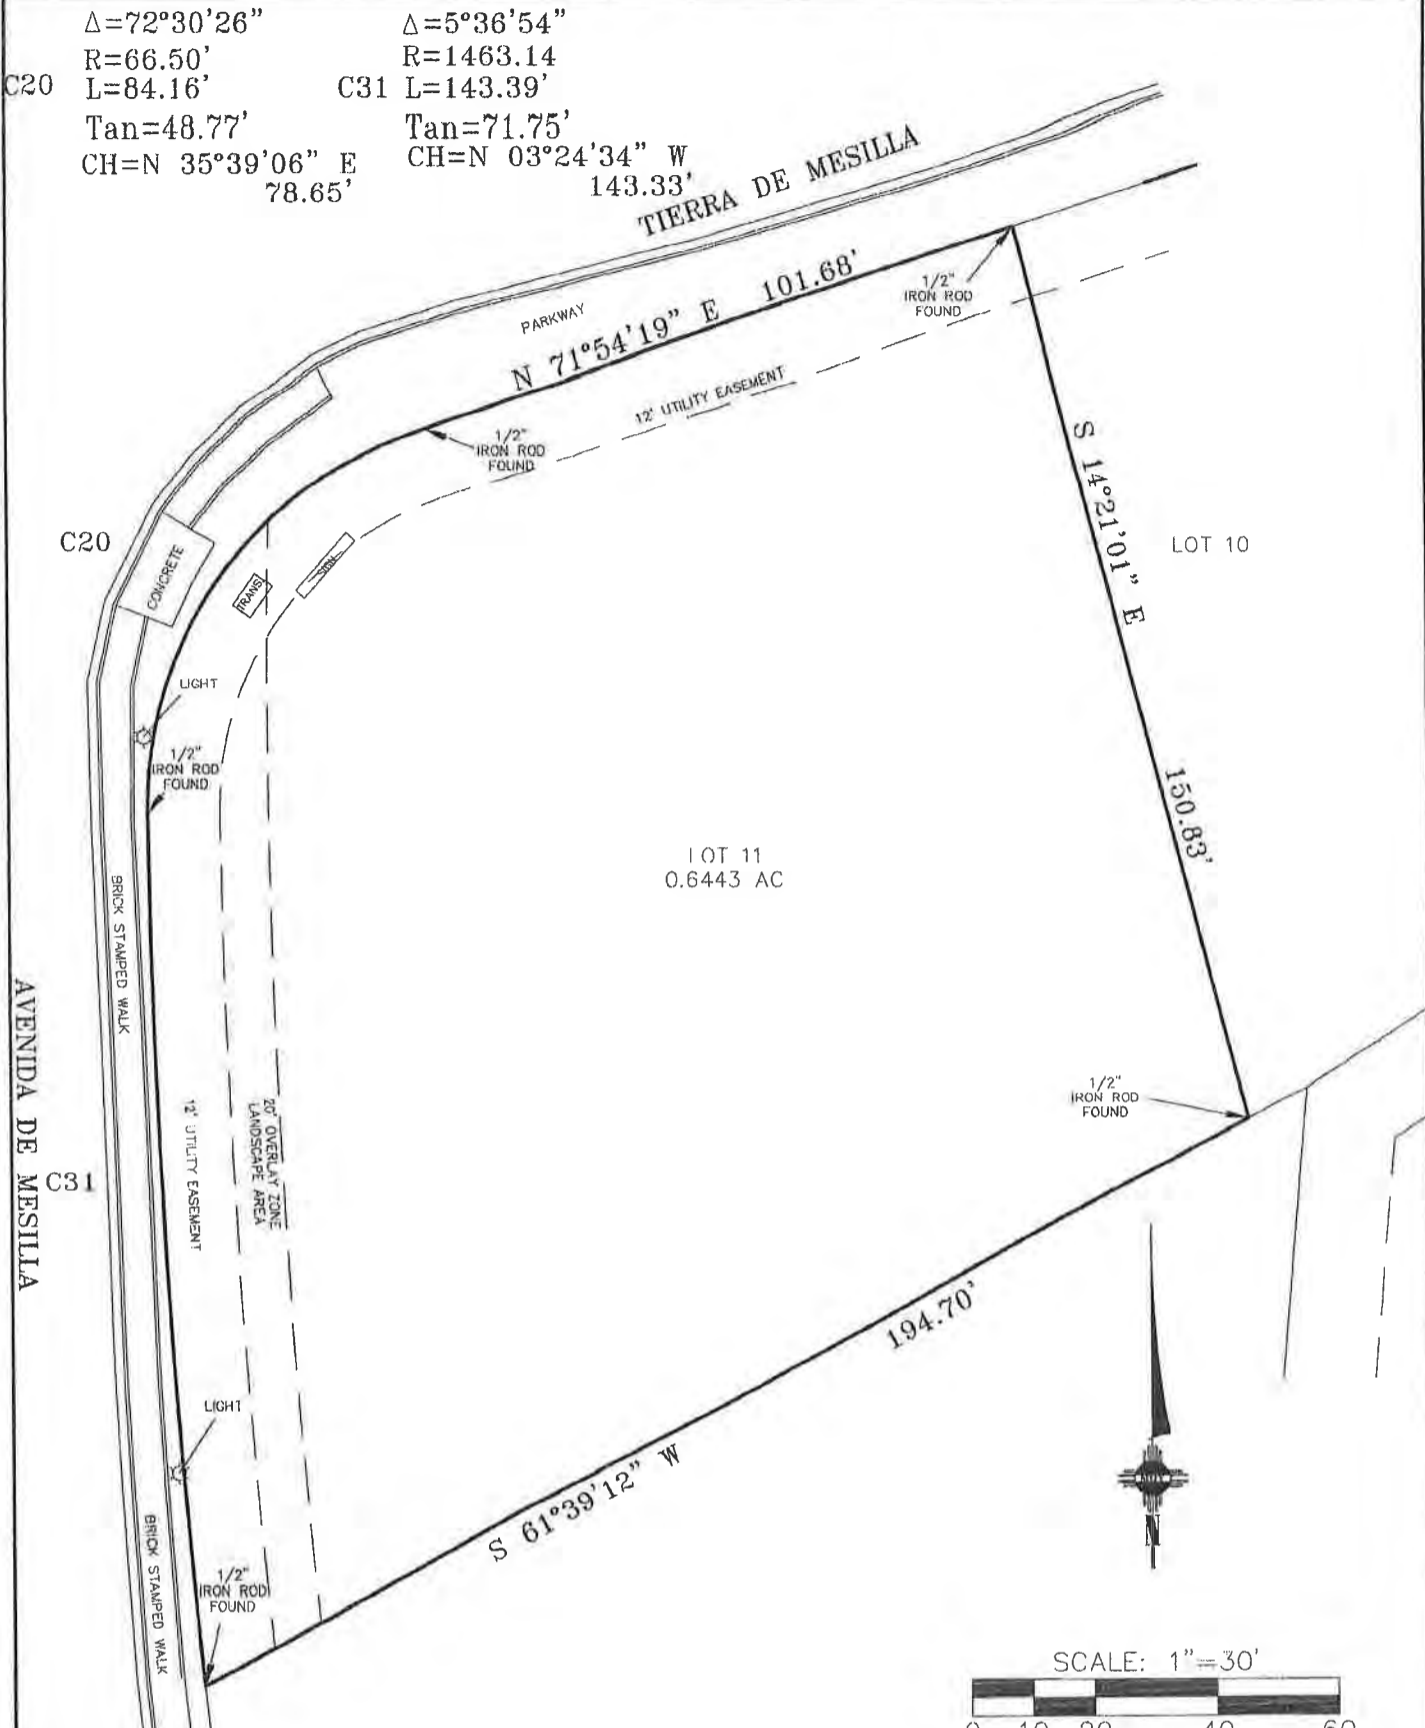 Δ=72°30'26"
R=66.50'
C20 L=84.16'
Tan=48.77'
CH=N 35°39'06" E
78.65'
Δ=5°36'54"
R=1463.14
C31 L=143.39'
Tan=71.75'
CH=N 03°24'34" W
143.33'
TIERRA DE MESILLA
PARKWAY
N 71°54'19" E 101.68'
1/2"
IRON ROD
FOUND
12' UTILITY EASEMENT
1/2"
IRON ROD
FOUND
S 14°21'01" E 150.83'
LOT 10
C20
CONCRETE
TRANS.
SIGN
LIGHT
1/2"
IRON ROD
FOUND
LOT 11
0.6443 AC
BRICK STAMPED WALK
AVENIDA DE MESILLA
C31
12' UTILITY EASEMENT
20' OVERLAY ZONE
LANDSCAPE AREA
1/2"
IRON ROD
FOUND
194.70'
S 61°39'12" W
LIGHT
BRICK STAMPED WALK
1/2"
IRON ROD
FOUND
N
SCALE: 1"=30'
0 10 20 40 60